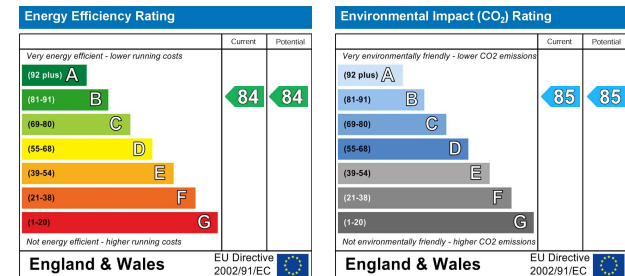 Energy Efficiency Rating
Current Potential
Very energy efficient - lower running costs
(92 plus) A
(81-91) B 84 84
(69-80) C
(55-68) D
(39-54) E
(21-38) F
(1-20) G
Not energy efficient - higher running costs
England & Wales
EU Directive
2002/91/EC
Environmental Impact (CO₂) Rating
Current Potential
Very environmentally friendly - lower CO2 emissions
(92 plus) A
(81-91) B 85 85
(69-80) C
(55-68) D
(39-54) E
(21-38) F
(1-20) G
Not environmentally friendly - higher CO2 emissions
England & Wales
EU Directive
2002/91/EC